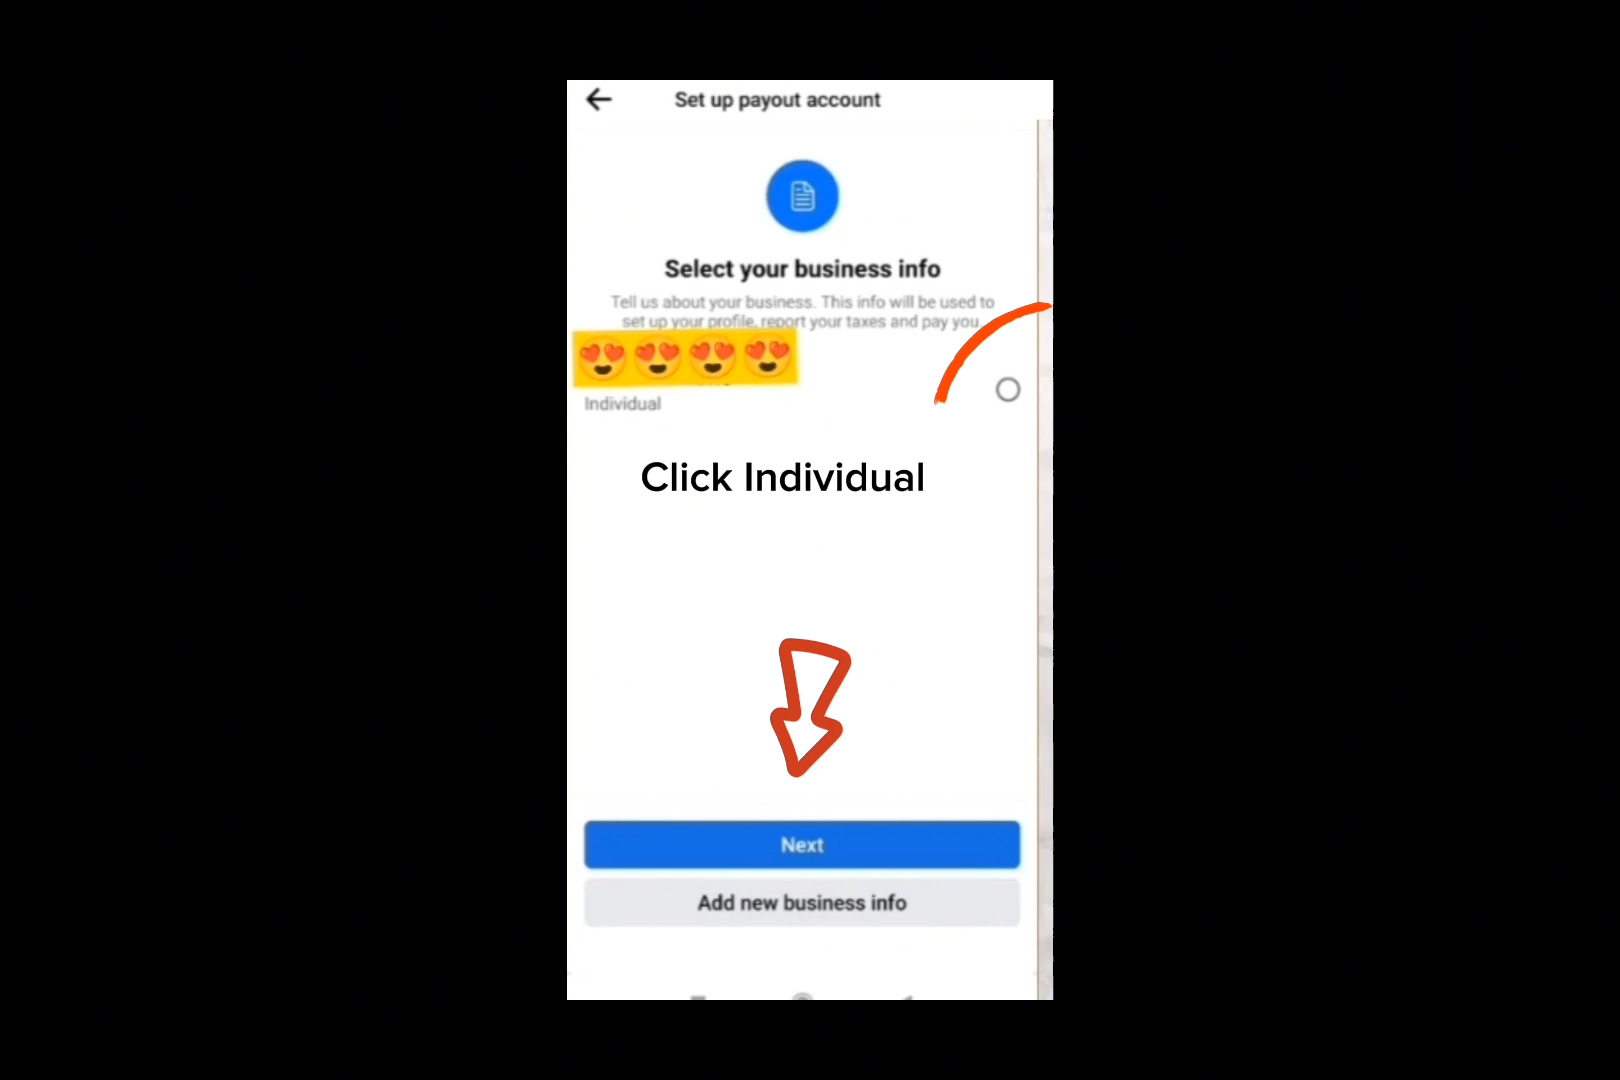 Set up payout account
Select your business info
Tell us about your business. This info will be used to
set up your profile, report your taxes and pay you.
Individual
Click Individual
Next
Add new business info